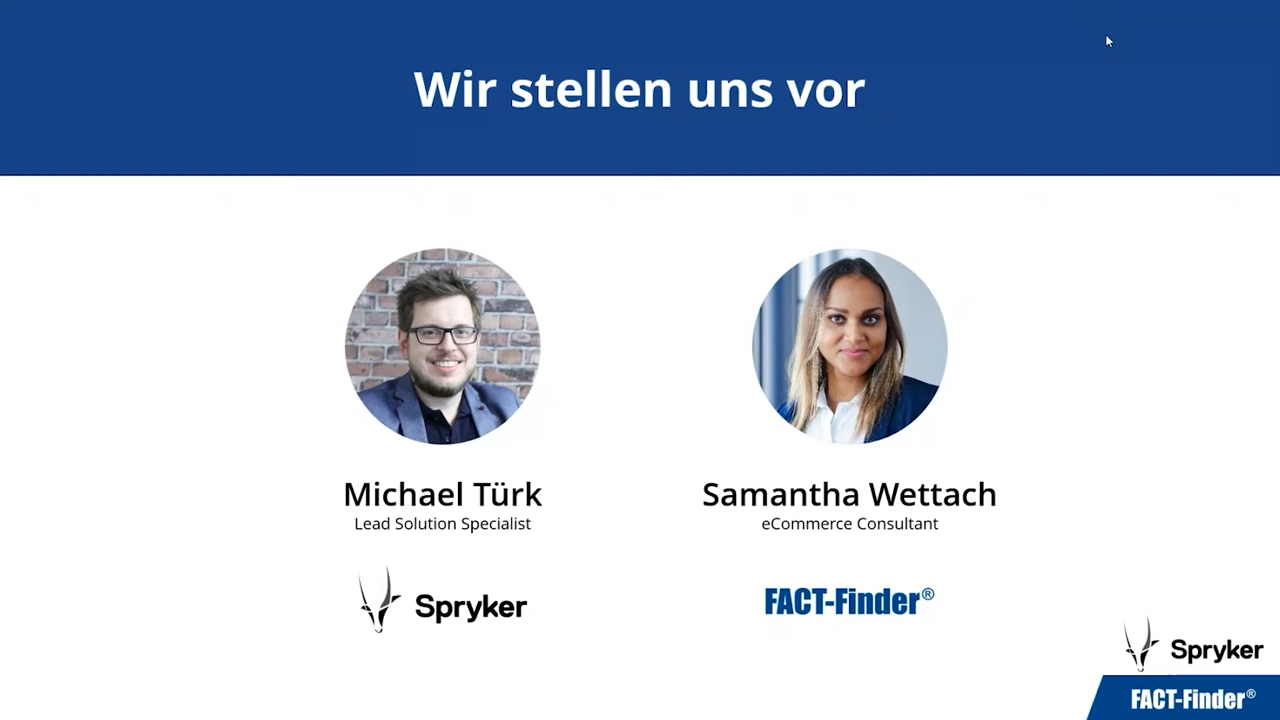 Wir stellen uns vor
Michael Türk
Lead Solution Specialist
Spryker
Samantha Wettach
eCommerce Consultant
FACT-Finder®
Spryker
FACT-Finder®